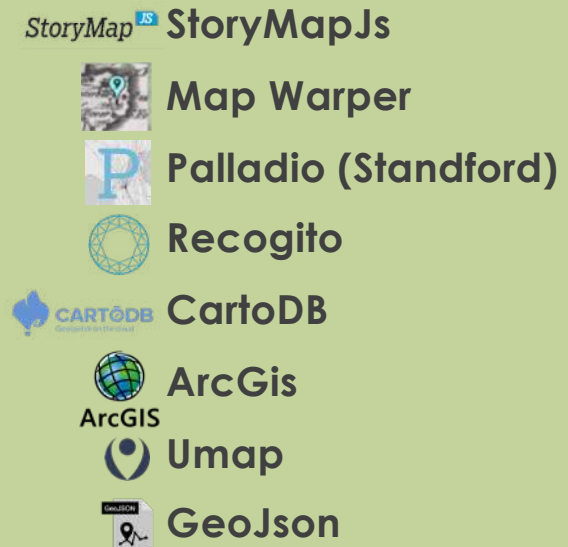 StoryMap JS StoryMapJs
Map Warper
P Palladio (Standford)
Recogito
CARTODB CartoDB
ArcGis
ArcGIS
Umap
GeoJSON
GeoJson